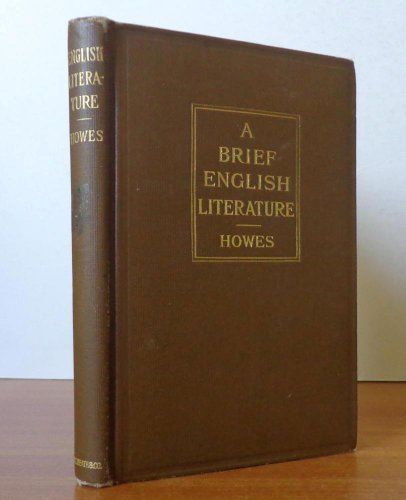 ENGLISH
LITERA-
TURE
HOWES
A
BRIEF
ENGLISH
LITERATURE
HOWES